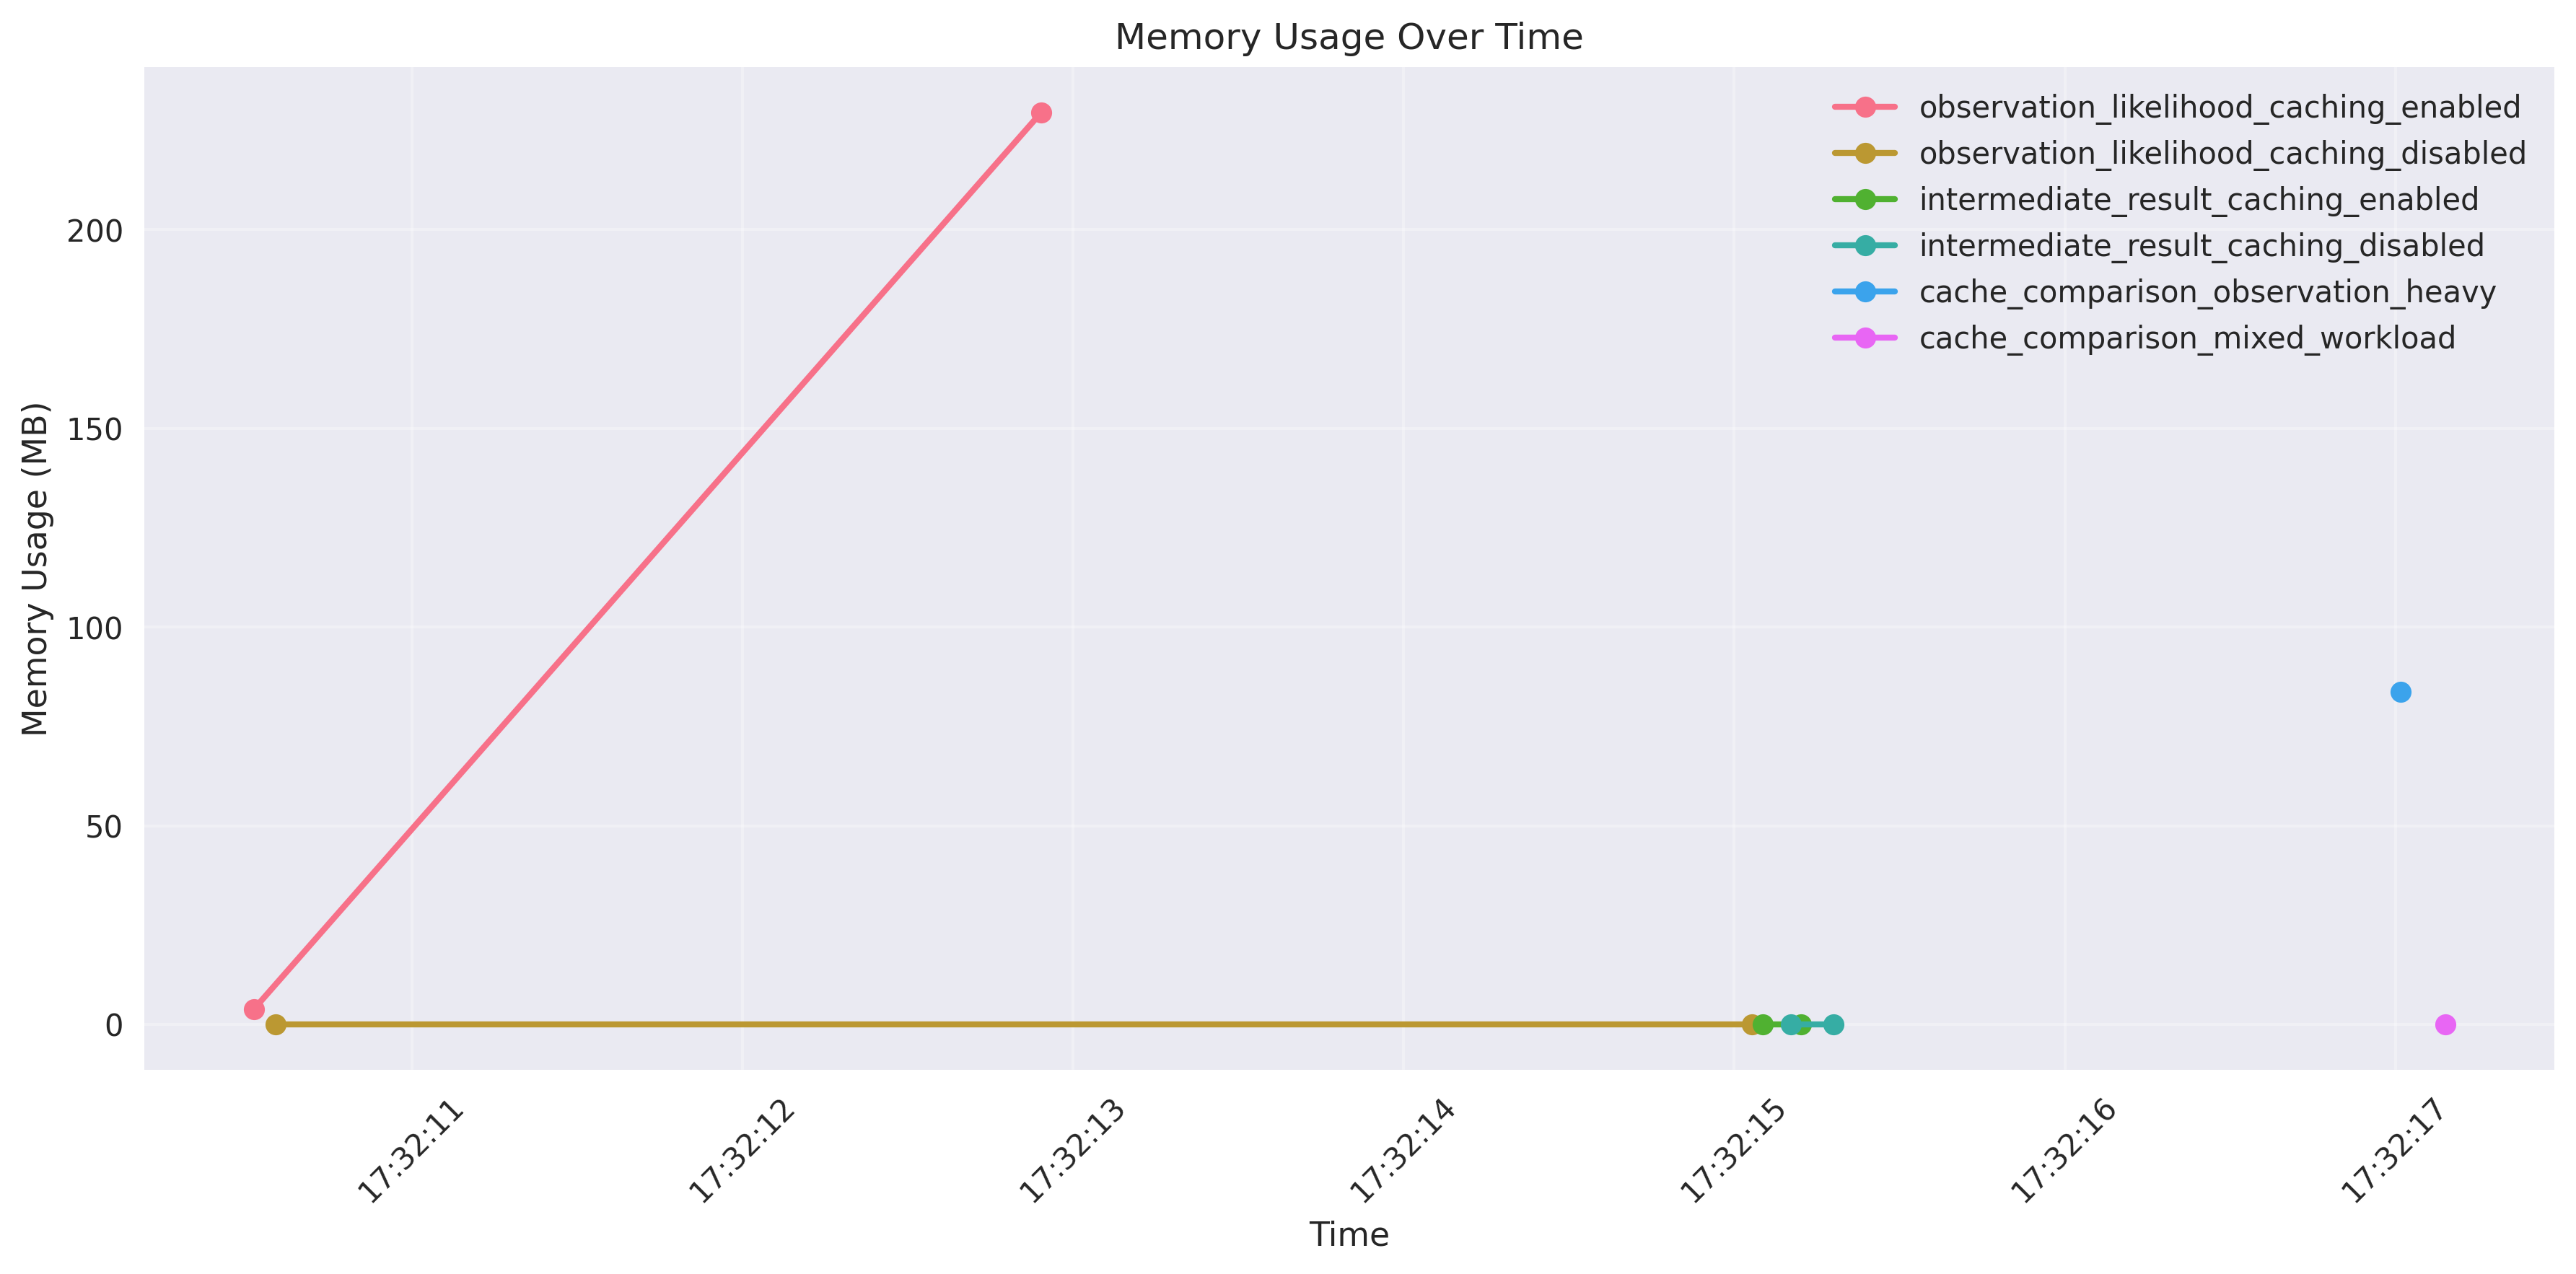 Memory Usage Over Time
observation_likelihood_caching_enabled
observation_likelihood_caching_disabled
intermediate_result_caching_enabled
intermediate_result_caching_disabled
cache_comparison_observation_heavy
cache_comparison_mixed_workload
Memory Usage (MB)
200
150
100
50
0
17:32:11
17:32:12
17:32:13
17:32:14
17:32:15
17:32:16
17:32:17
Time